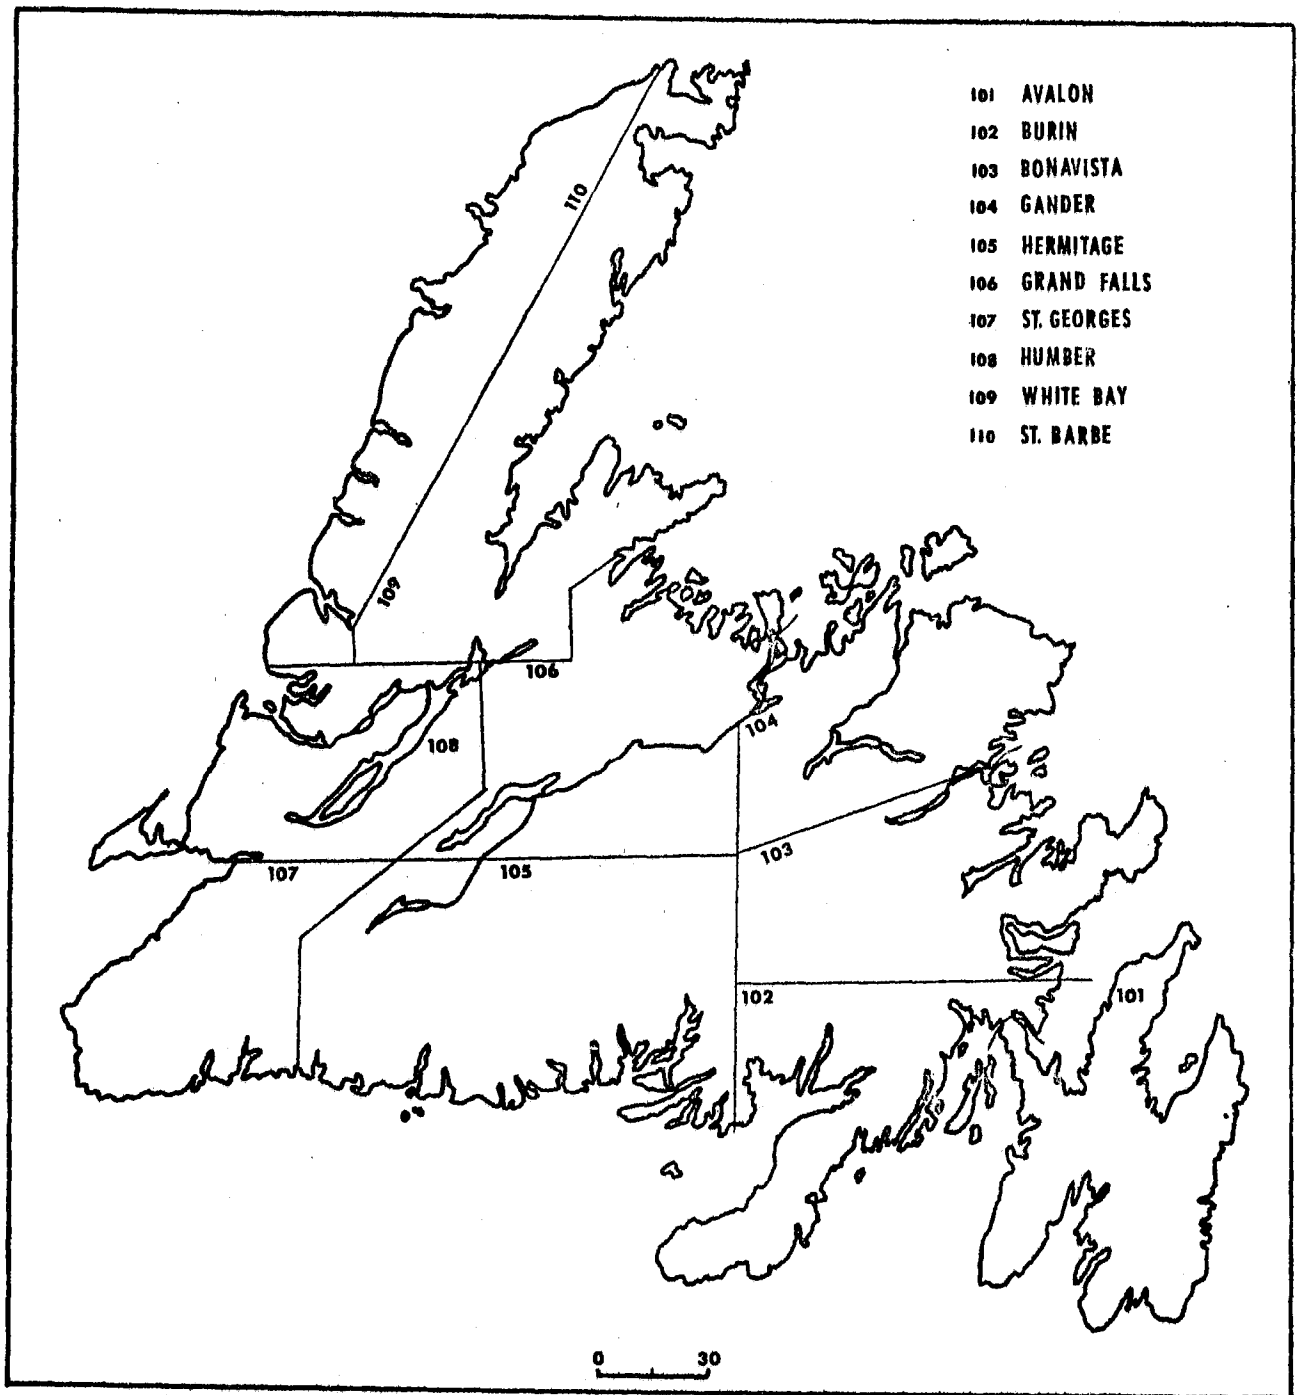 101 AVALON
102 BURIN
103 BONAVISTA
104 GANDER
105 HERMITAGE
106 GRAND FALLS
107 ST. GEORGES
108 HUMBER
109 WHITE BAY
110 ST. BARBE
110
109
106
108
104
107
105
103
102
101
0 30